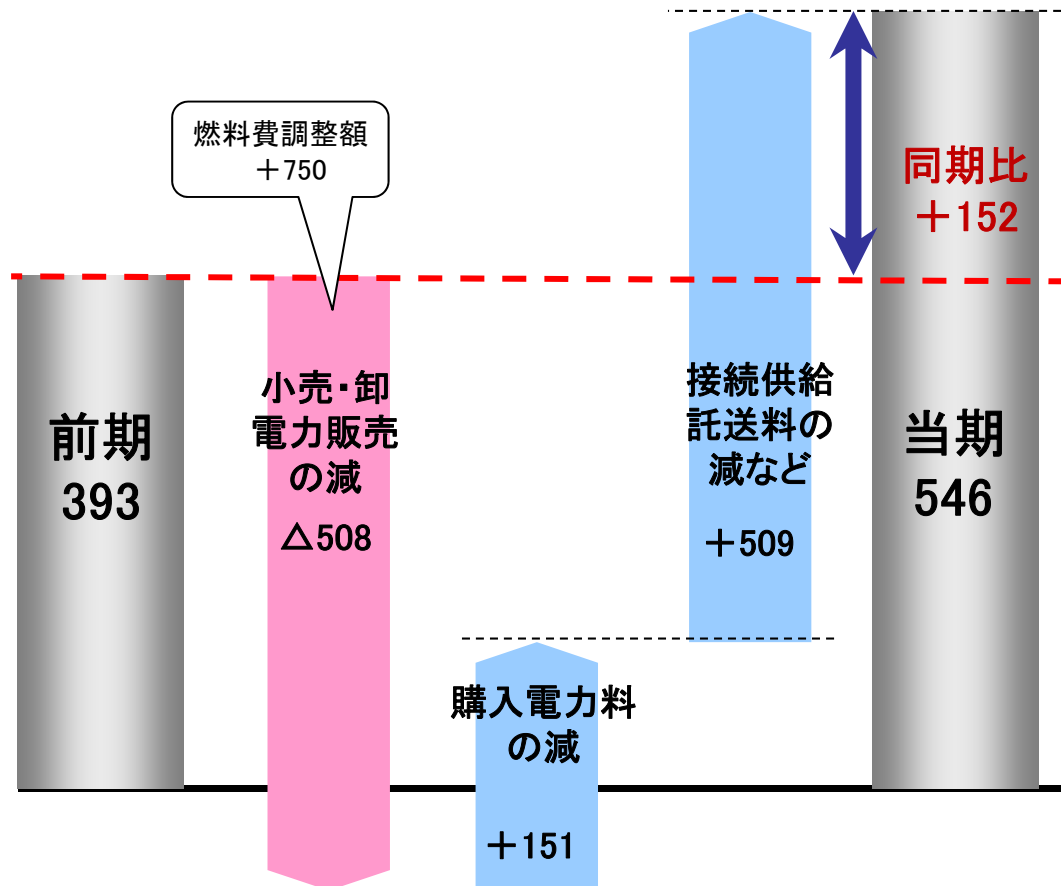 燃料費調整額
＋750
同期比
＋152
前期
393
小売・卸
電力販売
の減
△508
購入電力料
の減
＋151
接続供給
託送料の
減など
＋509
当期
546